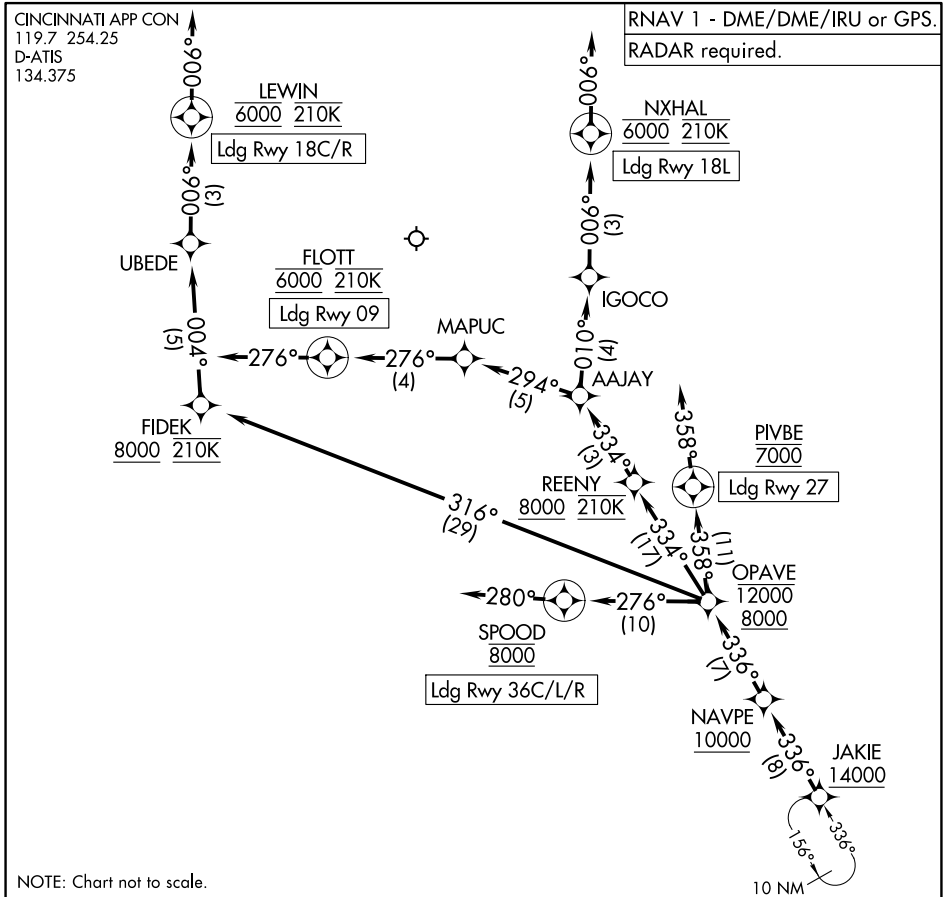 CINCINNATI APP CON
119.7 254.25
D-ATIS
134.375
RNAV 1 - DME/DME/IRU or GPS.
RADAR required.
006°
LEWIN
6000 210K
Ldg Rwy 18C/R
006°
(3)
UBEDE
004°
(5)
FIDEK
8000 210K
006°
NXHAL
6000 210K
Ldg Rwy 18L
006°
(3)
IGOCO
010°
(4)
AAJAY
FLOTT
6000 210K
Ldg Rwy 09
276°
276°
(4)
MAPUC
294°
(5)
334°
(3)
REENY
8000 210K
334°
(17)
358°
PIVBE
7000
Ldg Rwy 27
358°
(11)
316°
(29)
OPAVE
12000
8000
280°
276°
(10)
SPOOD
8000
Ldg Rwy 36C/L/R
336°
(7)
NAVPE
10000
336°
(8)
JAKIE
14000
156°
336°
10 NM
NOTE: Chart not to scale.